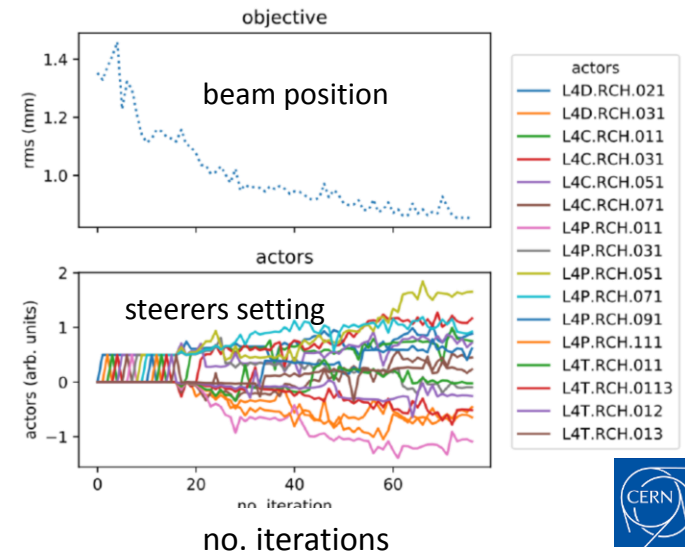 objective
1.4
1.2
1.0
rms (mm)
beam position
actors
2
1
0
−1
actors (arb. units)
steerers setting
0
20
40
60
no. iteration
no. iterations
actors
L4D.RCH.021
L4D.RCH.031
L4C.RCH.011
L4C.RCH.031
L4C.RCH.051
L4C.RCH.071
L4P.RCH.011
L4P.RCH.031
L4P.RCH.051
L4P.RCH.071
L4P.RCH.091
L4P.RCH.111
L4T.RCH.011
L4T.RCH.0113
L4T.RCH.012
L4T.RCH.013
CERN